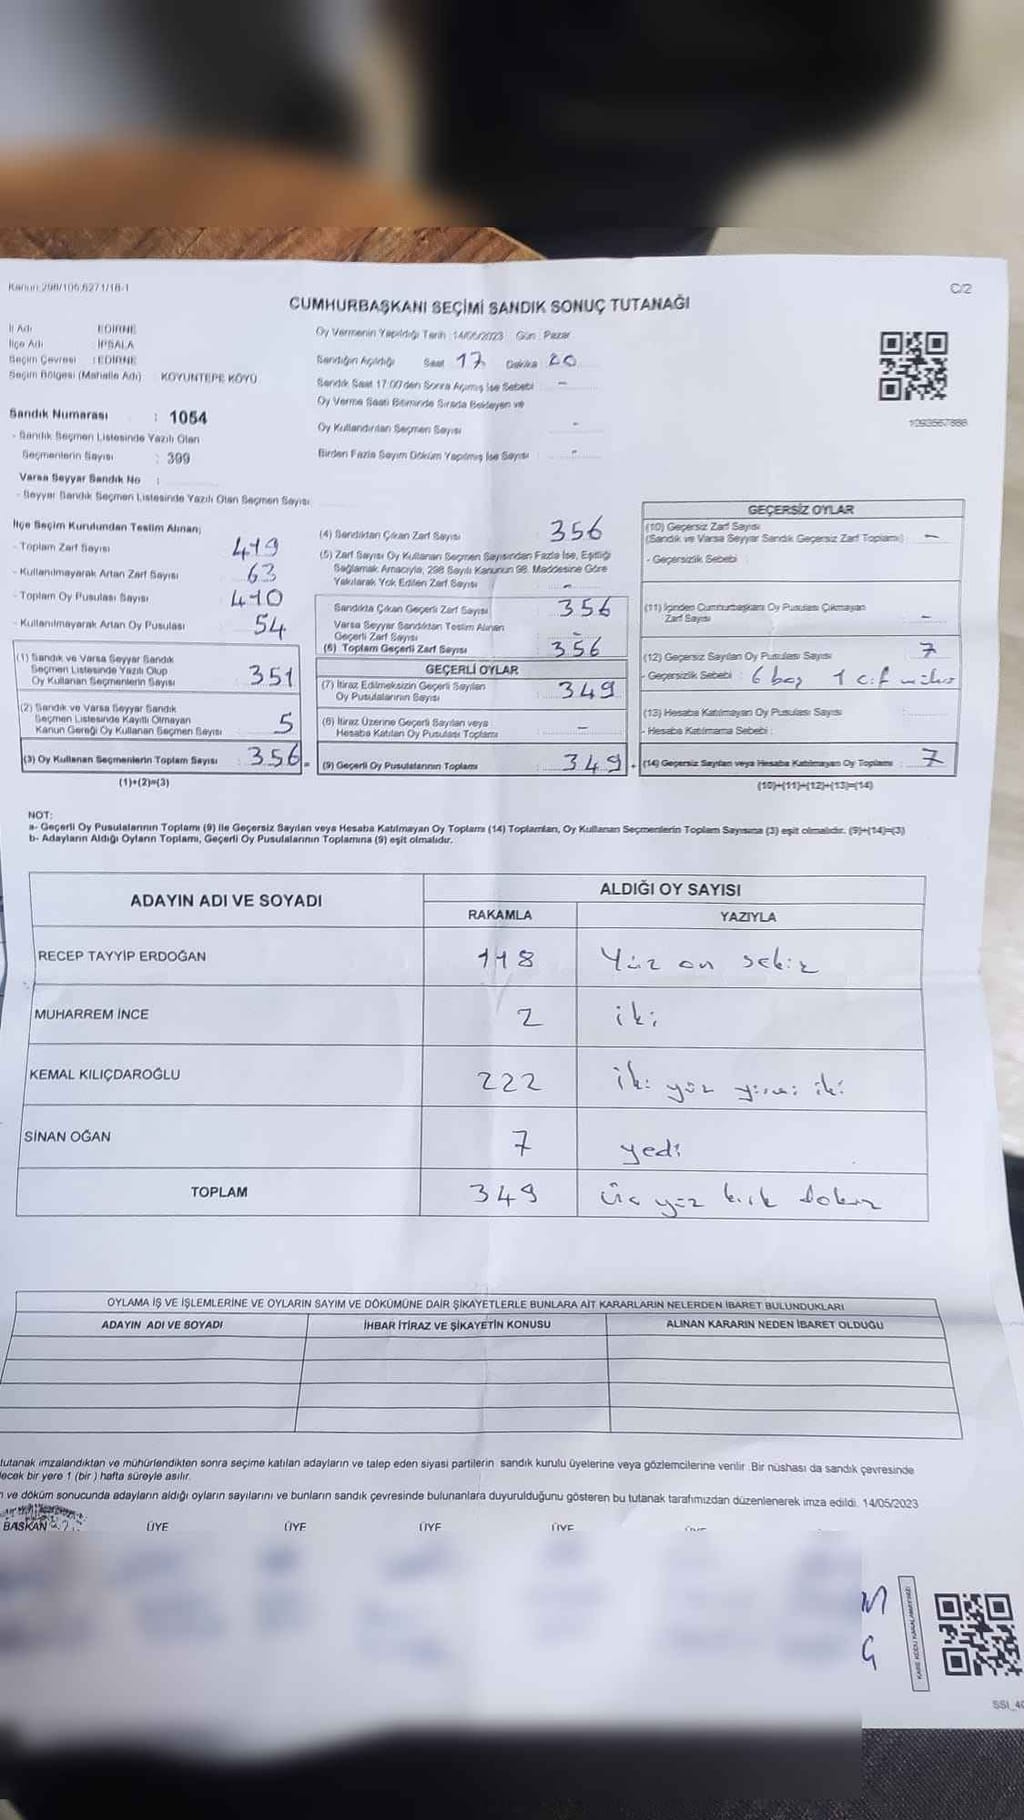 Kanun:298/106,6271/18-1
C/2
CUMHURBAŞKANI SEÇİMİ SANDIK SONUÇ TUTANAĞI
İl Adı : EDİRNE
İlçe Adı : İPSALA
Seçim Çevresi : EDİRNE
Seçim Bölgesi (Mahalle Adı) KOYUNTEPE KÖYÜ
Sandık Numarası : 1054
- Sandık Seçmen Listesinde Yazılı Olan
Seçmenlerin Sayısı : 399
Varsa Seyyar Sandık No :
- Seyyar Sandık Seçmen Listesinde Yazılı Olan Seçmen Sayısı
Oy Vermenin Yapıldığı Tarih :14/05/2023 Gün : Pazar
Sandığın Açıldığı Saat 17 Dakika 20
Sandık Saat 17:00'den Sonra Açılmış İse Sebebi -
Oy Verme Saati Bitiminde Sırada Bekleyen ve
Oy Kullandırılan Seçmen Sayısı -
Birden Fazla Sayım Döküm Yapılmış İse Sayısı -
1093567886
İlçe Seçim Kurulundan Teslim Alınan;
- Toplam Zarf Sayısı 419
- Kullanılmayarak Artan Zarf Sayısı 63
- Toplam Oy Pusulası Sayısı 410
- Kullanılmayarak Artan Oy Pusulası 54
(1) Sandık ve Varsa Seyyar Sandık
Seçmen Listesinde Yazılı Olup
Oy Kullanan Seçmenlerin Sayısı 351
(2) Sandık ve Varsa Seyyar Sandık
Seçmen Listesinde Kayıtlı Olmayan
Kanun Gereği Oy Kullanan Seçmen Sayısı 5
(3) Oy Kullanan Seçmenlerin Toplam Sayısı : 356
(1)+(2)=(3)
(4) Sandıktan Çıkan Zarf Sayısı 356
(5) Zarf Sayısı Oy Kullanan Seçmen Sayısından Fazla İse, Eşitliği
Sağlamak Amacıyla, 298 Sayılı Kanunun 98. Maddesine Göre
Yakılarak Yok Edilen Zarf Sayısı -
Sandıkta Çıkan Geçerli Zarf Sayısı 356
Varsa Seyyar Sandıktan Teslim Alınan
Geçerli Zarf Sayısı -
(6) Toplam Geçerli Zarf Sayısı 356
GEÇERLİ OYLAR
(7) İtiraz Edilmeksizin Geçerli Sayılan
Oy Pusulalarının Sayısı 349
(8) İtiraz Üzerine Geçerli Sayılan veya
Hesaba Katılan Oy Pusulası Toplamı -
(9) Geçerli Oy Pusulalarının Toplamı 349
GEÇERSİZ OYLAR
(10) Geçersiz Zarf Sayısı
(Sandık ve Varsa Seyyar Sandık Geçersiz Zarf Toplamı) -
- Geçersizlik Sebebi
(11) İçinden Cumhurbaşkanı Oy Pusulası Çıkmayan
Zarf Sayısı -
(12) Geçersiz Sayılan Oy Pusulası Sayısı 7
- Geçersizlik Sebebi : 6 boş 1 çif mühür
(13) Hesaba Katılmayan Oy Pusulası Sayısı
- Hesaba Katılmama Sebebi :
(14) Geçersiz Sayılan veya Hesaba Katılmayan Oy Toplamı : 7
(10)+(11)+(12)+(13)=(14)
NOT:
a- Geçerli Oy Pusulalarının Toplamı (9) ile Geçersiz Sayılan veya Hesaba Katılmayan Oy Toplamı (14) Toplamları, Oy Kullanan Seçmenlerin Toplam Sayısına (3) eşit olmalıdır. (9)+(14)=(3)
b- Adayların Aldığı Oyların Toplamı, Geçerli Oy Pusulalarının Toplamına (9) eşit olmalıdır.
ADAYIN ADI VE SOYADI
ALDIĞI OY SAYISI
RAKAMLA YAZIYLA
RECEP TAYYİP ERDOĞAN 118 Yüz on sekiz
MUHARREM İNCE 2 iki
KEMAL KILIÇDAROĞLU 222 iki yüz yirmi iki
SİNAN OĞAN 7 yedi
TOPLAM 349 üç yüz kırk dokuz
OYLAMA İŞ VE İŞLEMLERİNE VE OYLARIN SAYIM VE DÖKÜMÜNE DAİR ŞİKAYETLERLE BUNLARA AİT KARARLARIN NELERDEN İBARET BULUNDUKLARI
ADAYIN ADI VE SOYADI İHBAR İTİRAZ VE ŞİKAYETİN KONUSU ALINAN KARARIN NEDEN İBARET OLDUĞU
tutanak imzalandıktan ve mühürlendikten sonra seçime katılan adayların ve talep eden siyasi partilerin sandık kurulu üyelerine veya gözlemcilerine verilir .Bir nüshası da sandık çevresinde
ecek bir yere 1 (bir ) hafta süreyle asılır.
ve döküm sonucunda adayların aldığı oyların sayılarını ve bunların sandık çevresinde bulunanlara duyurulduğunu gösteren bu tutanak tarafımızdan düzenlenerek imza edildi. 14/05/2023
BAŞKAN ÜYE ÜYE ÜYE ÜYE
KARE KODU KARALAMAYINIZ!